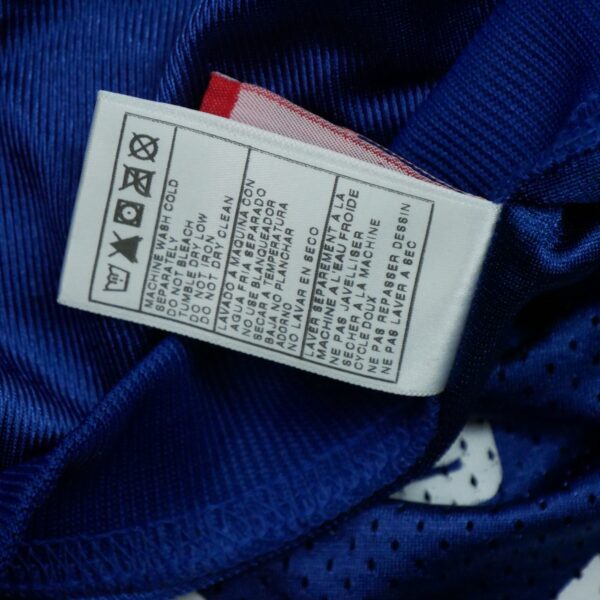 MACHINE WASH COLD
SEPARATELY
DO NOT BLEACH
TUMBLE DRY LOW
DO NOT IRON
DO NOT DRY CLEAN
LAVADO A MAQUINA CON
AGUA FRIA SEPARADO
NO USE BLANQUEADOR
SECAR A TEMPERATURA
BAJA NO PLANCHAR
ADORNO
NO LAVAR EN SECO
LAVER SEPAREMENT A LA
MACHINE AL'EAU FROIDE
NE PAS JAVELLISER
SECHER A LA MACHINE
CYCLE DOUX
NE PAS REPASSER DESSIN
NE PAS LAVER A SEC